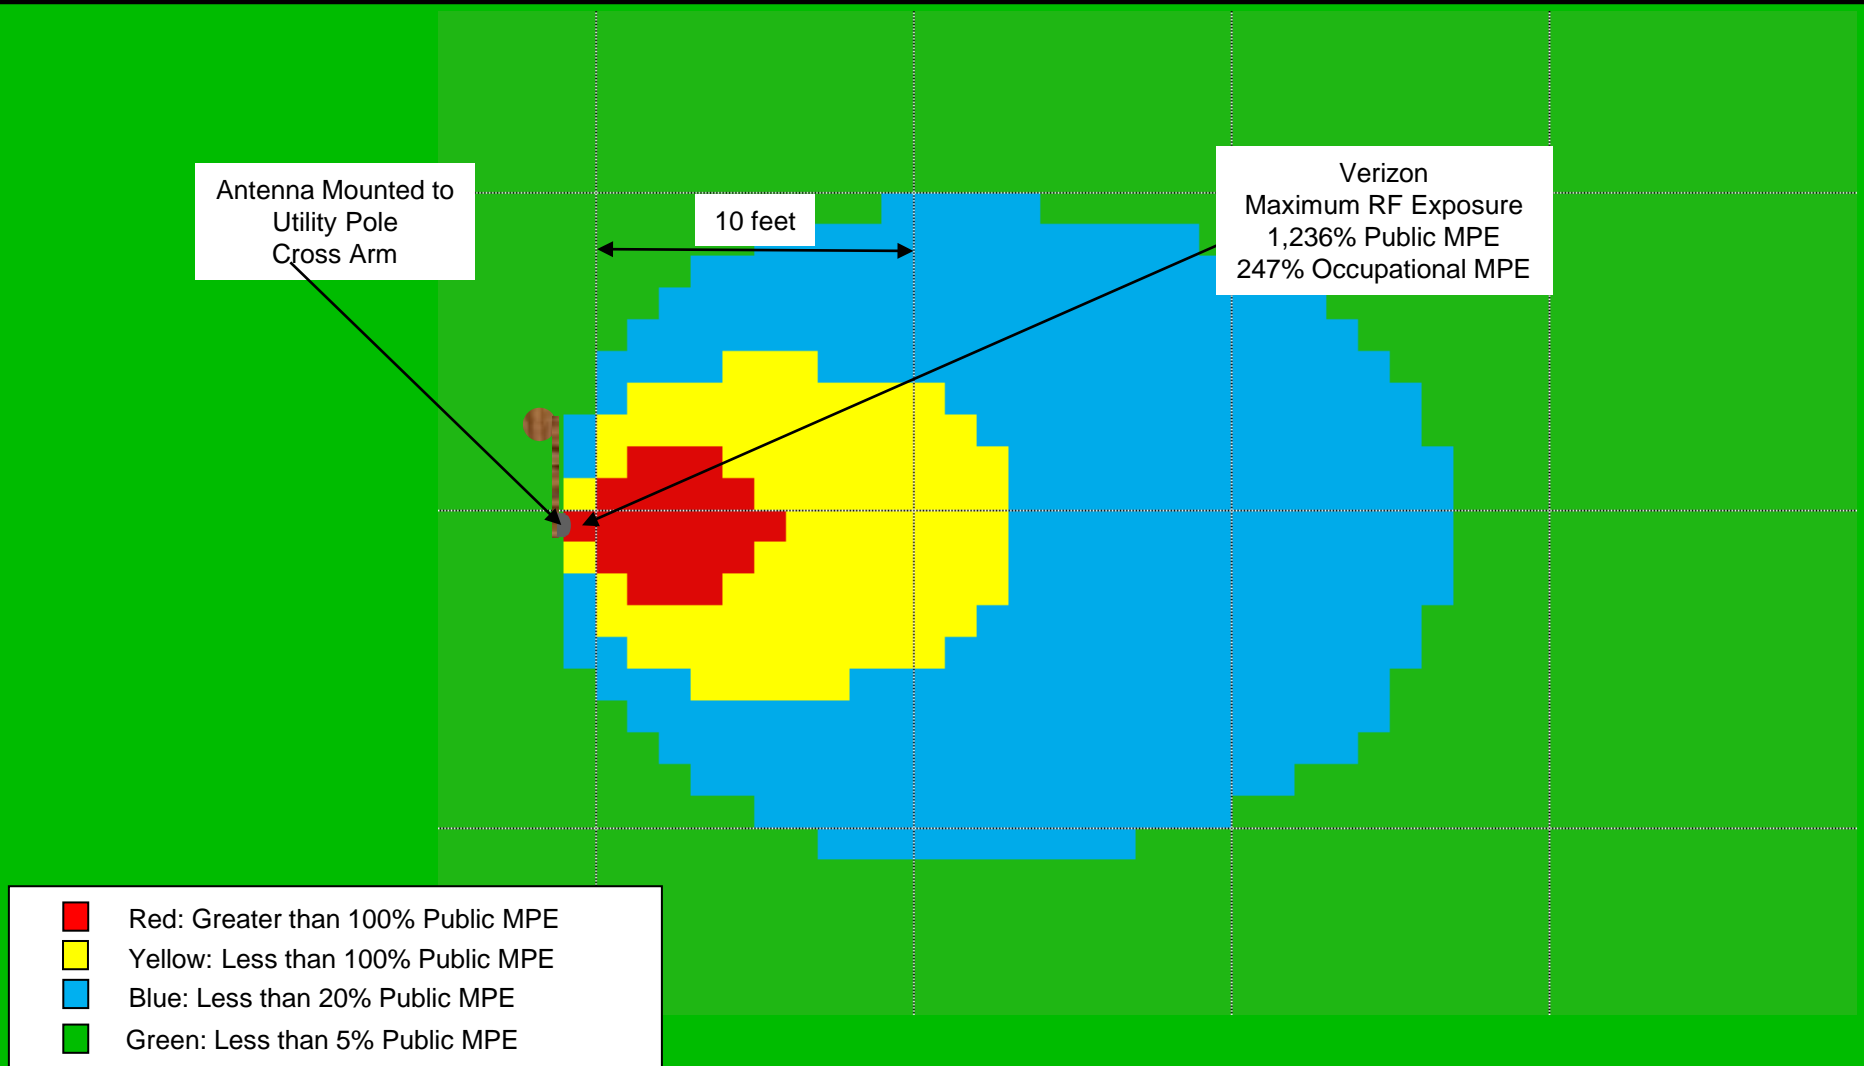 Antenna Mounted to
Utility Pole
Cross Arm
10 feet
Verizon
Maximum RF Exposure
1,236% Public MPE
247% Occupational MPE
Red: Greater than 100% Public MPE
Yellow: Less than 100% Public MPE
Blue: Less than 20% Public MPE
Green: Less than 5% Public MPE